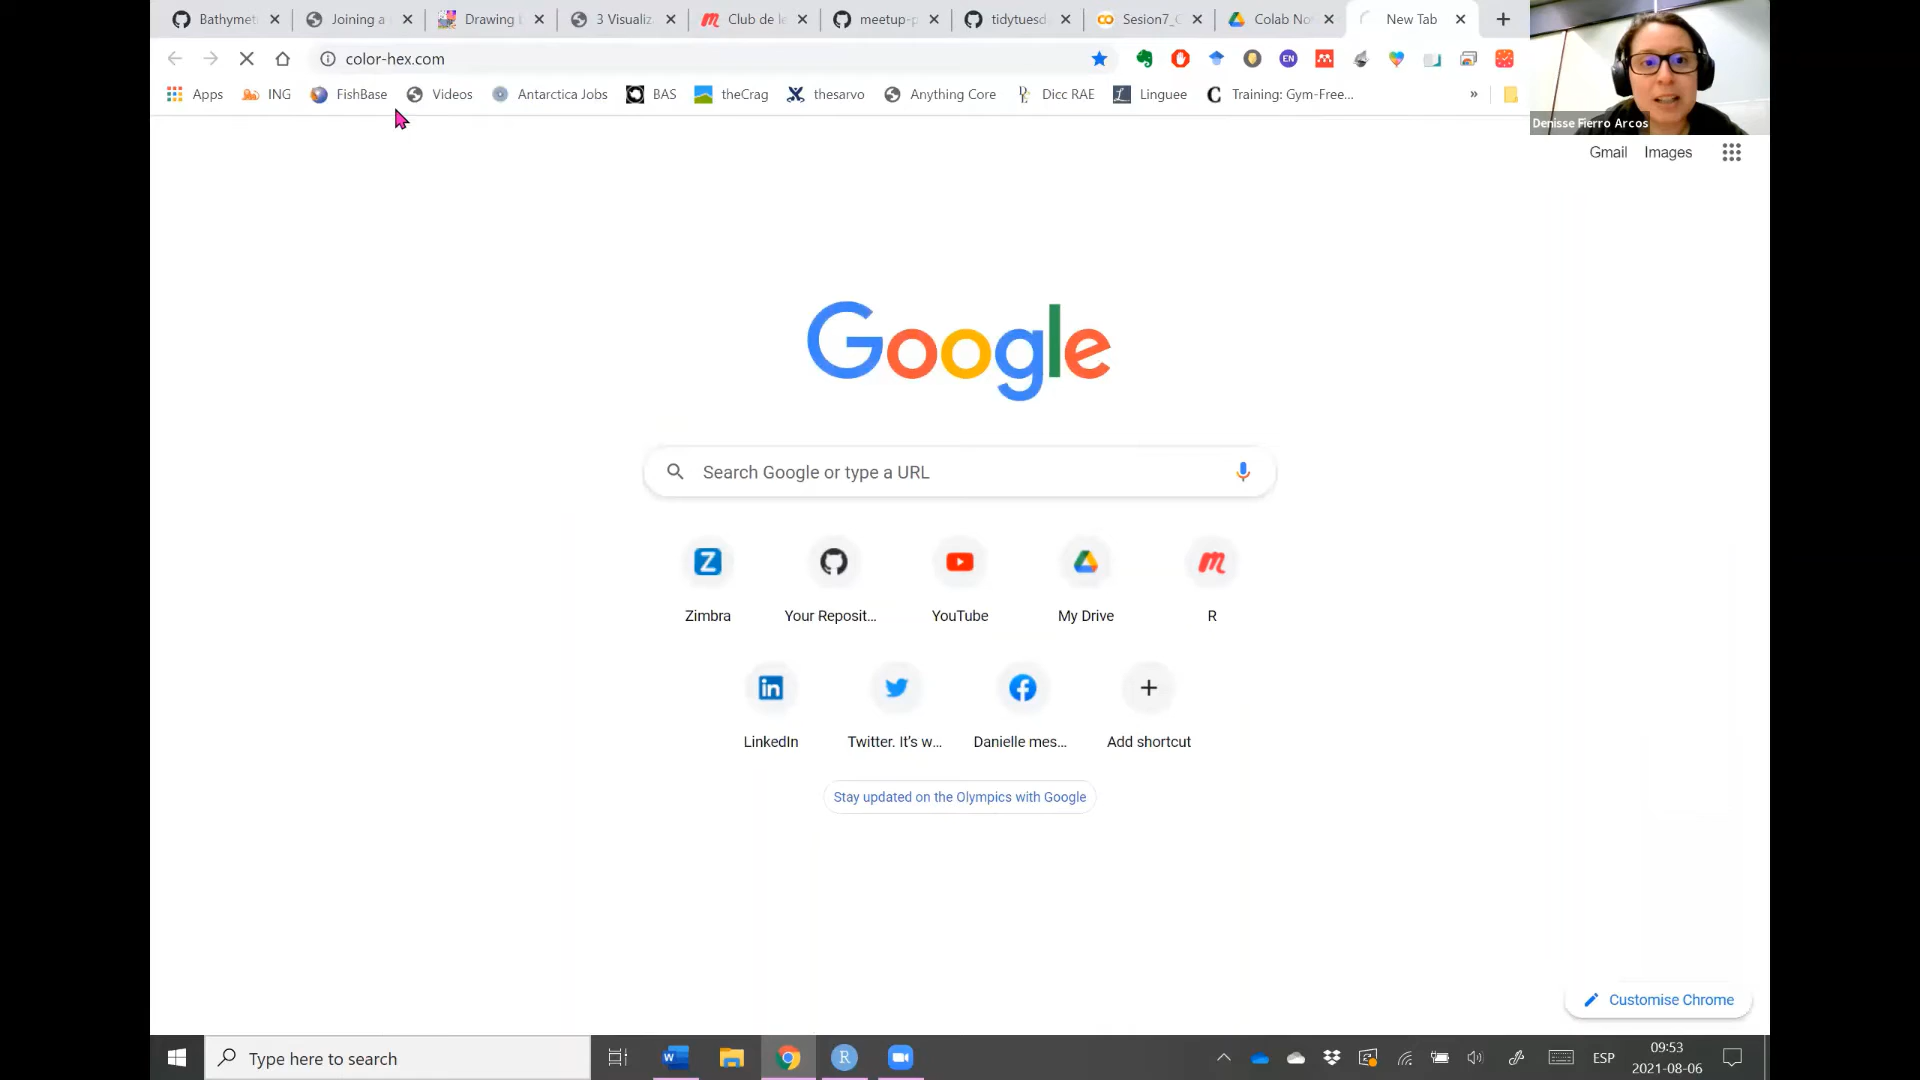 Bathymet
Joining a
Drawing b
3 Visualiz
Club de le
meetup-p
tidytuesd
Sesion7_C
Colab No
New Tab
color-hex.com
EN
Apps
ING
FishBase
Videos
Antarctica Jobs
BAS
theCrag
thesarvo
Anything Core
Dicc RAE
Linguee
Training: Gym-Free...
»
Denisse Fierro Arcos
Gmail
Images
Google
Search Google or type a URL
Zimbra
Your Reposit...
YouTube
My Drive
R
LinkedIn
Twitter. It's w...
Danielle mes...
Add shortcut
Stay updated on the Olympics with Google
Customise Chrome
Type here to search
ESP
09:53
2021-08-06